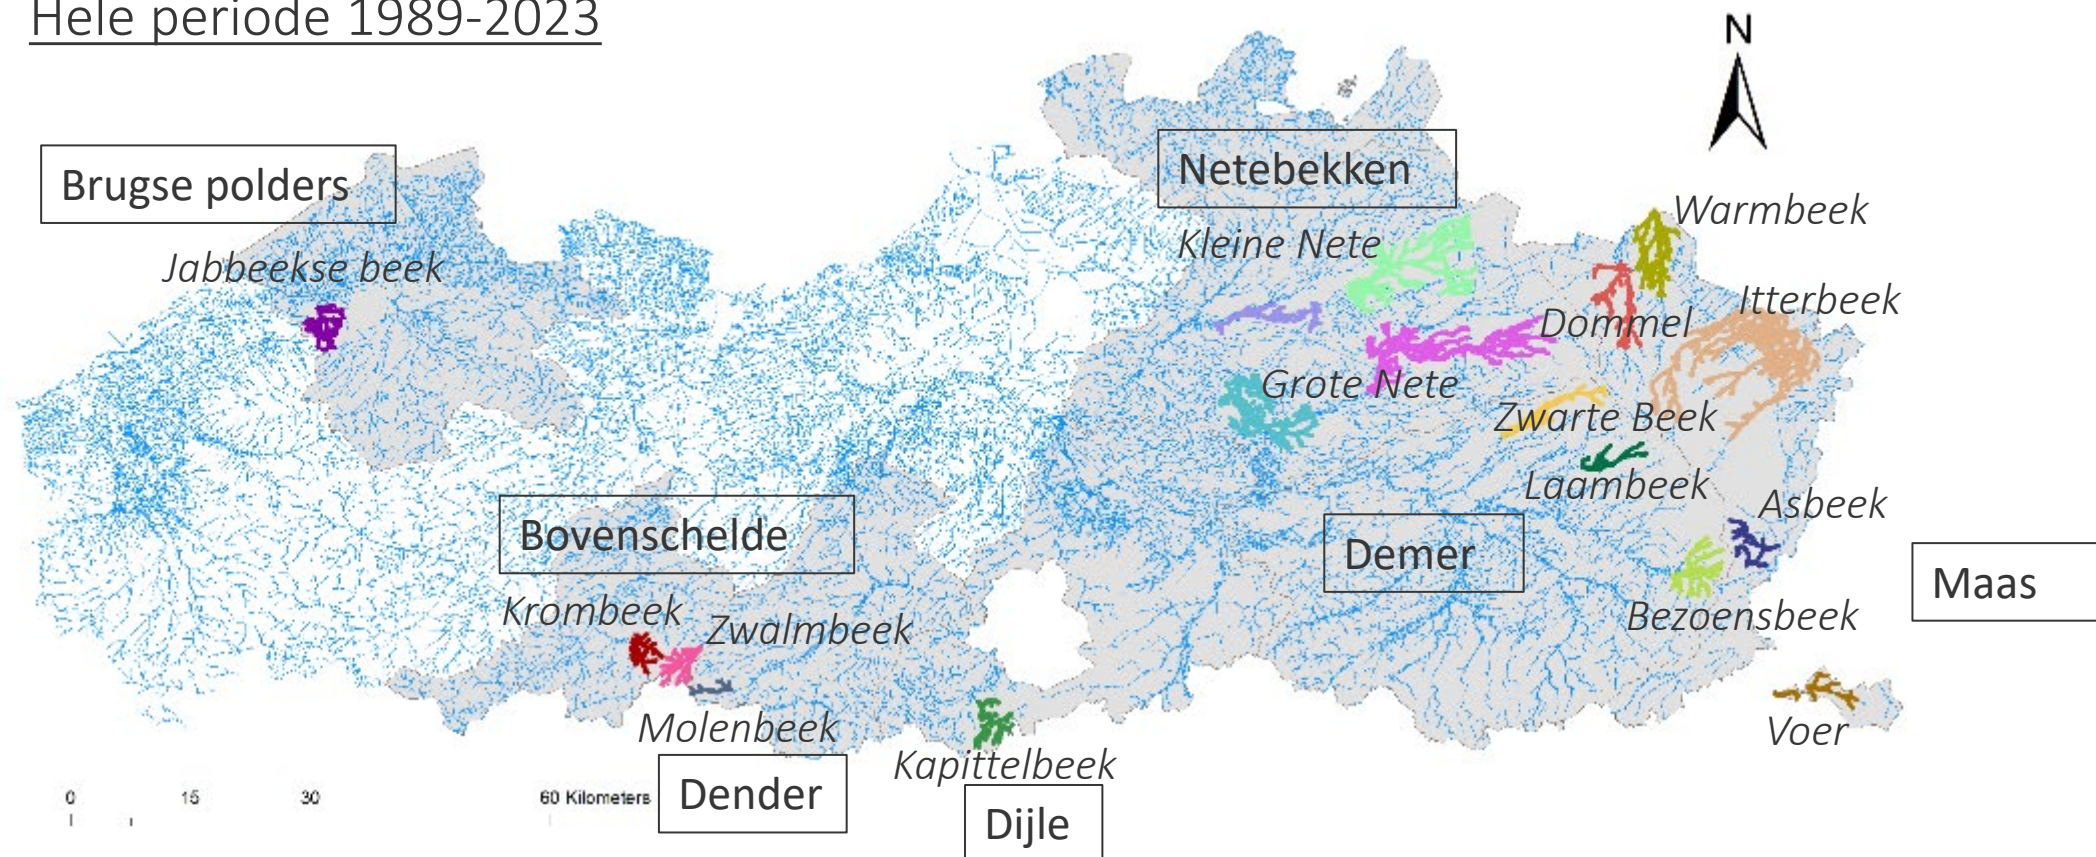 Hele periode 1989-2023
N
Brugse polders
Netebekken
Warmbeek
Kleine Nete
Jabbeekse beek
Itterbeek
Dommel
Grote Nete
Zwarte Beek
Laambeek
Asbeek
Bovenschelde
Demer
Maas
Krombeek
Zwalmbeek
Bezoensbeek
Molenbeek
Voer
Kapittelbeek
Dender
0 15 30 60 Kilometers
Dijle